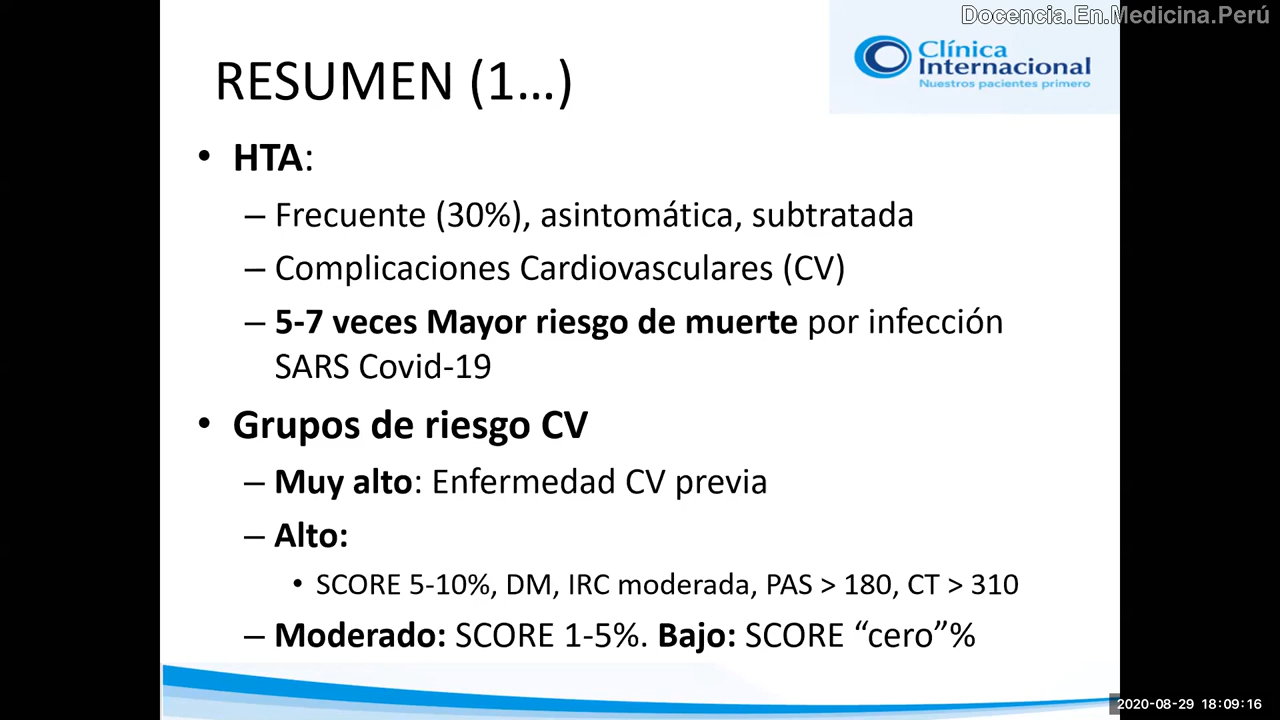 Docencia.En.Medicina.Perú
Clínica
Internacional
Nuestros pacientes primero
RESUMEN (1...)
• HTA:
– Frecuente (30%), asintomática, subtratada
– Complicaciones Cardiovasculares (CV)
– 5-7 veces Mayor riesgo de muerte por infección
SARS Covid-19
• Grupos de riesgo CV
– Muy alto: Enfermedad CV previa
– Alto:
• SCORE 5-10%, DM, IRC moderada, PAS > 180, CT > 310
– Moderado: SCORE 1-5%. Bajo: SCORE “cero”%
2020-08-29 18:09:16